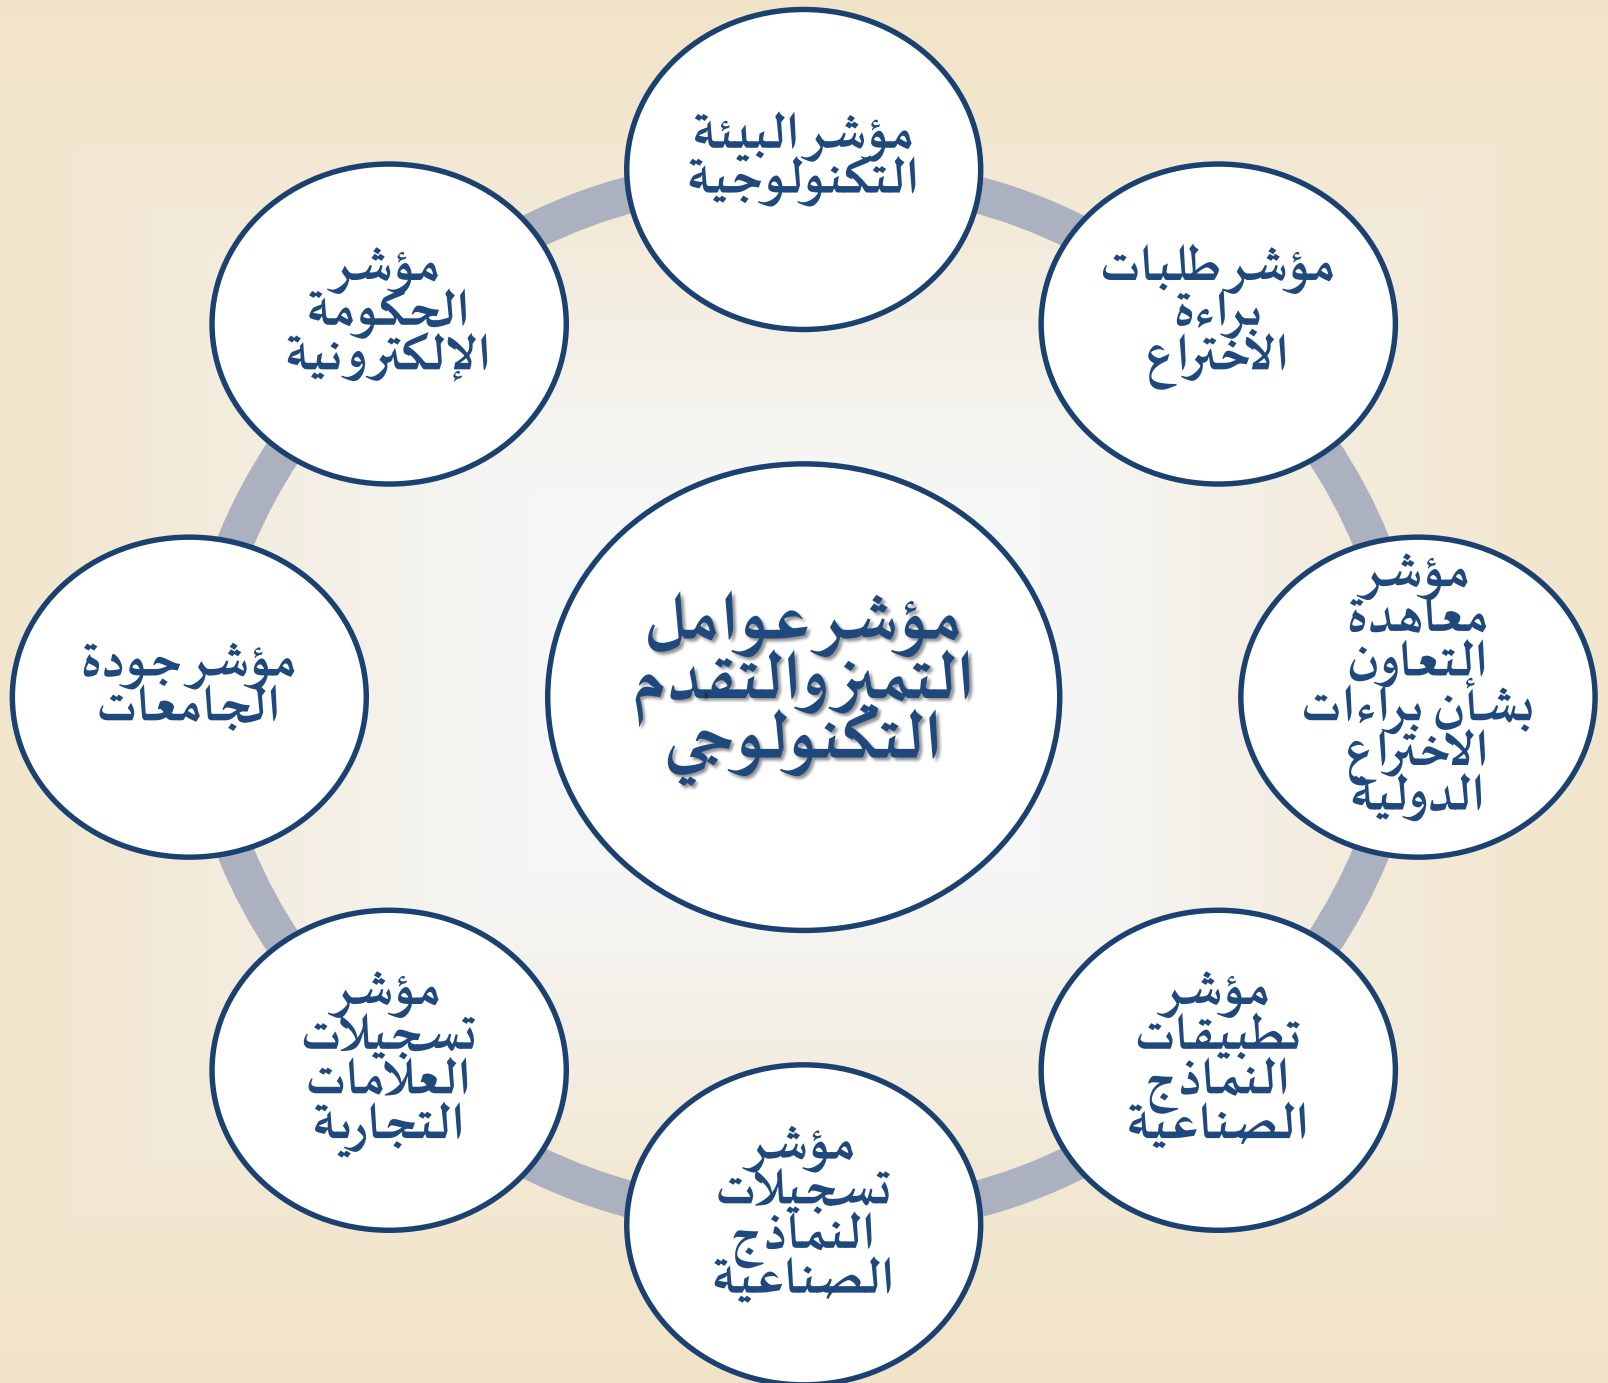 مؤشر البيئة
التكنولوجية
مؤشر طلبات
براءة
الاختراع
مؤشر
معاهدة
التعاون
بشأن براءات
الاختراع
الدولية
مؤشر
تطبيقات
النماذج
الصناعية
مؤشر
تسجيلات
النماذج
الصناعية
مؤشر
تسجيلات
العلامات
التجارية
مؤشر جودة
الجامعات
مؤشر
الحكومة
الإلكترونية
مؤشر عوامل
التميز والتقدم
التكنولوجي